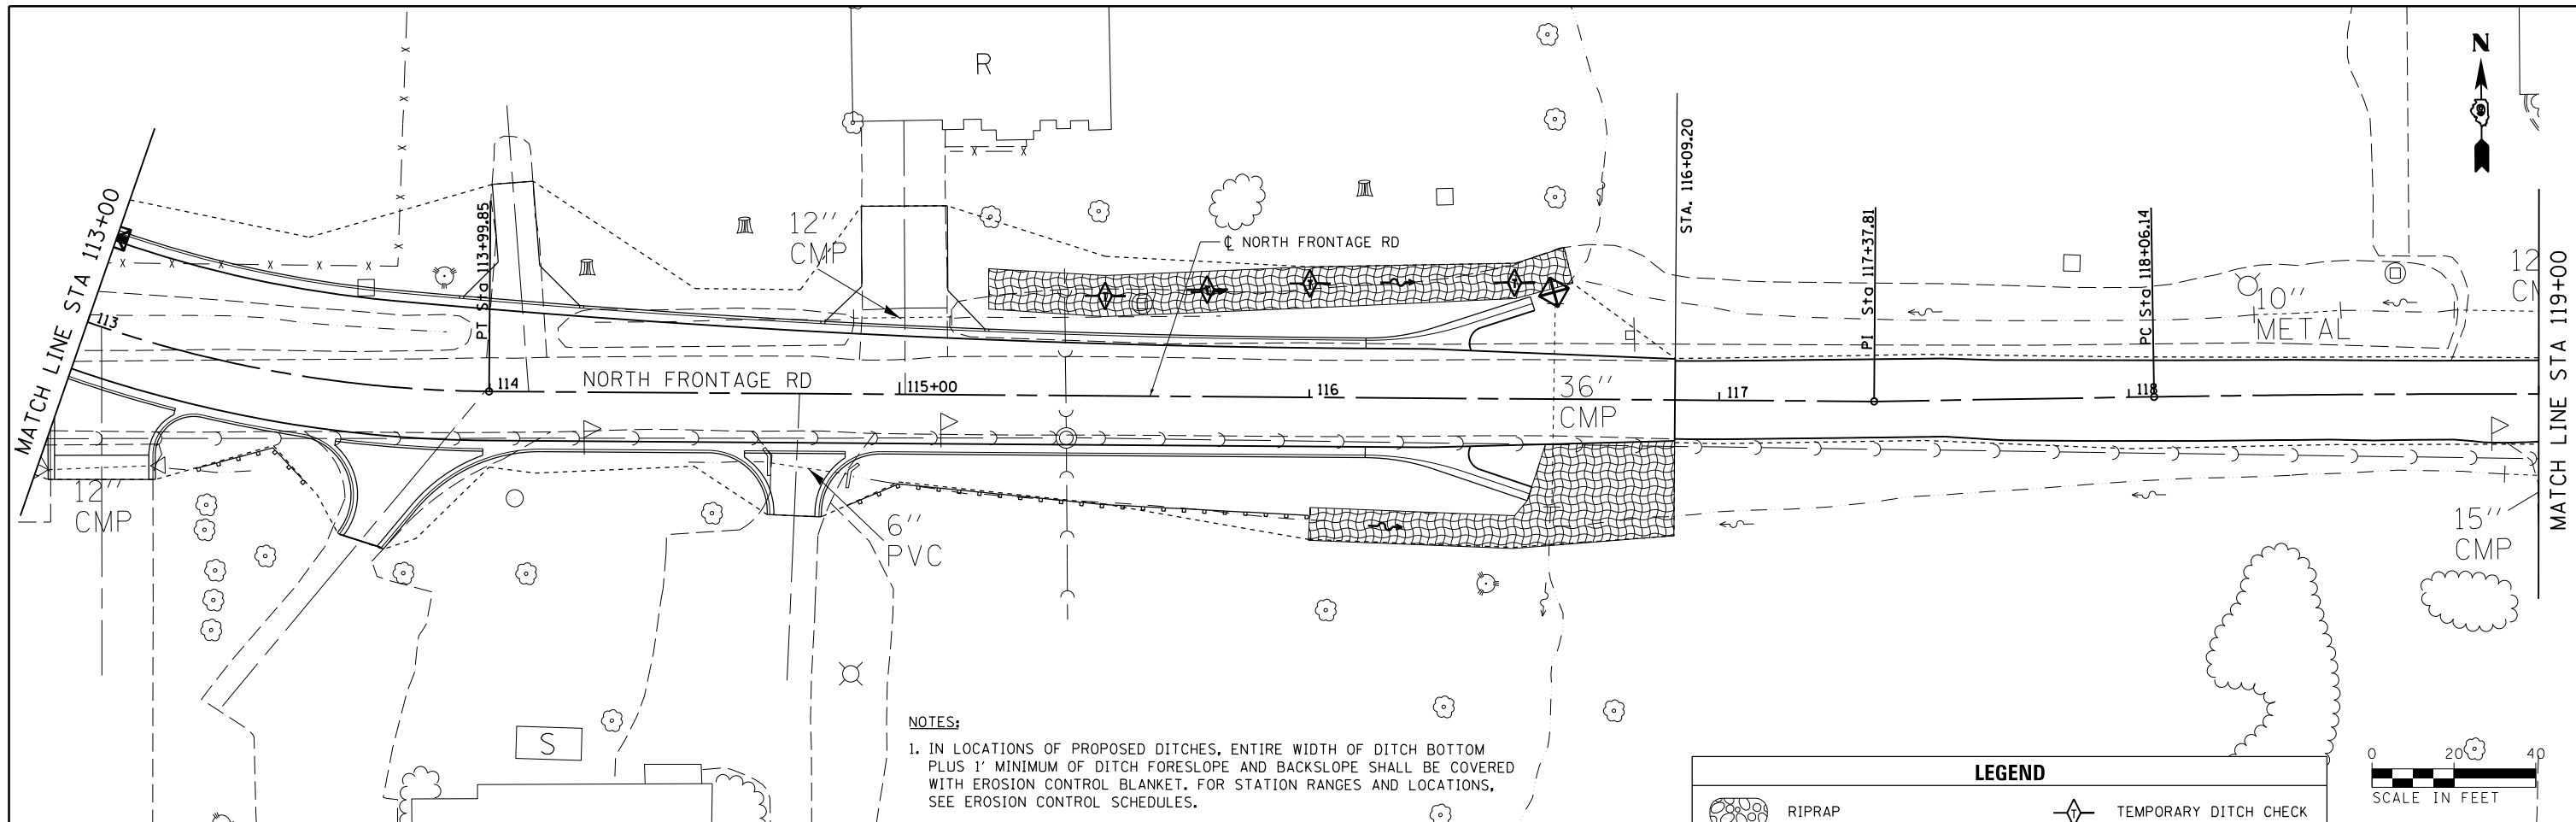 R
N
MATCH LINE STA 113+00
113
PT Sta 113+99.85
114
NORTH FRONTAGE RD
12''
CMP
115+00
℄ NORTH FRONTAGE RD
116
36''
CMP
STA. 116+09.20
117
PI Sta 117+37.81
PC Sta 118+06.14
118
10''
METAL
12
MATCH LINE STA 119+00
12''
CMP
6''
PVC
15''
CMP
S
T
T
T
T
NOTES:
1. IN LOCATIONS OF PROPOSED DITCHES, ENTIRE WIDTH OF DITCH BOTTOM
PLUS 1' MINIMUM OF DITCH FORESLOPE AND BACKSLOPE SHALL BE COVERED
WITH EROSION CONTROL BLANKET. FOR STATION RANGES AND LOCATIONS,
SEE EROSION CONTROL SCHEDULES.
LEGEND
RIPRAP
T TEMPORARY DITCH CHECK
0 20 40
SCALE IN FEET